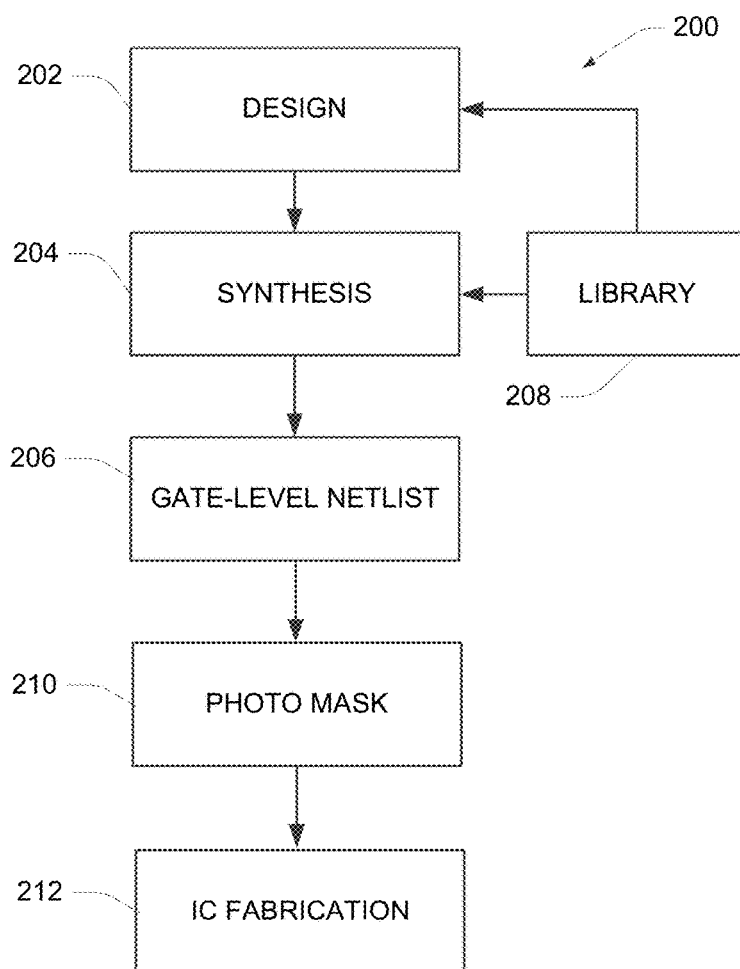 200
202
DESIGN
204
SYNTHESIS
LIBRARY
208
206
GATE-LEVEL NETLIST
210
PHOTO MASK
212
IC FABRICATION